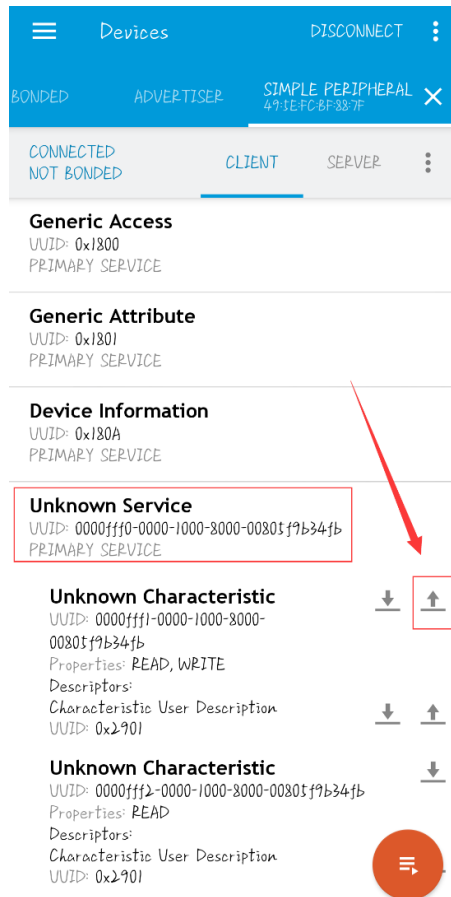 Devices
DISCONNECT
BONDED
ADVERTISER
SIMPLE PERIPHERAL
49:1E:FC:BF:88:7F
CONNECTED
NOT BONDED
CLIENT
SERVER
Generic Access
UUID: 0x1800
PRIMARY SERVICE
Generic Attribute
UUID: 0x1801
PRIMARY SERVICE
Device Information
UUID: 0x180A
PRIMARY SERVICE
Unknown Service
UUID: 0000fff0-0000-1000-8000-00805f9b34fb
PRIMARY SERVICE
Unknown Characteristic
UUID: 0000fff1-0000-1000-8000-
00805f9b34fb
Properties: READ, WRITE
Descriptors:
Characteristic User Description
UUID: 0x2901
Unknown Characteristic
UUID: 0000fff2-0000-1000-8000-00805f9b34fb
Properties: READ
Descriptors:
Characteristic User Description
UUID: 0x2901